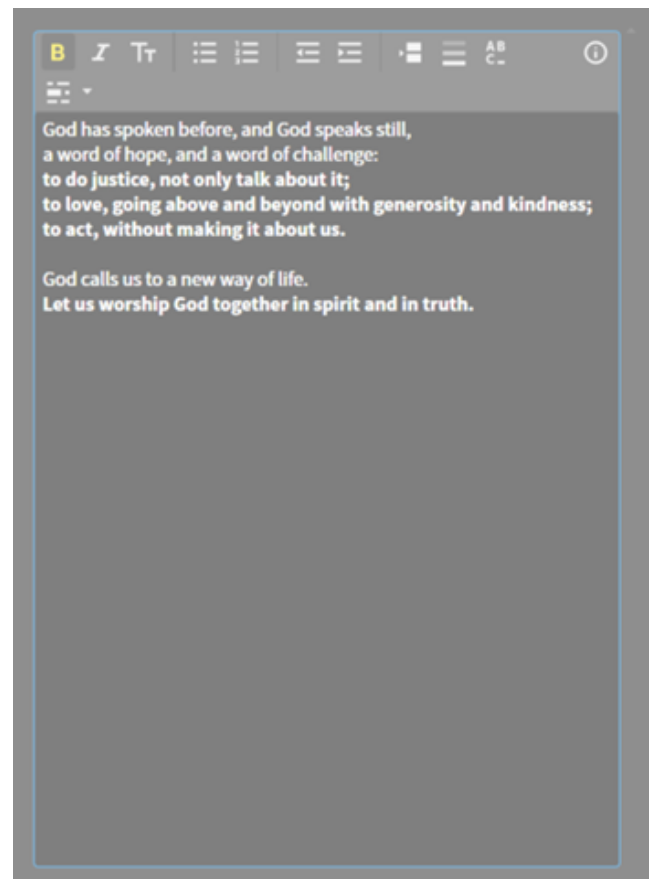 B I TT
AB
C
God has spoken before, and God speaks still,
a word of hope, and a word of challenge:
to do justice, not only talk about it;
to love, going above and beyond with generosity and kindness;
to act, without making it about us.
God calls us to a new way of life.
Let us worship God together in spirit and in truth.